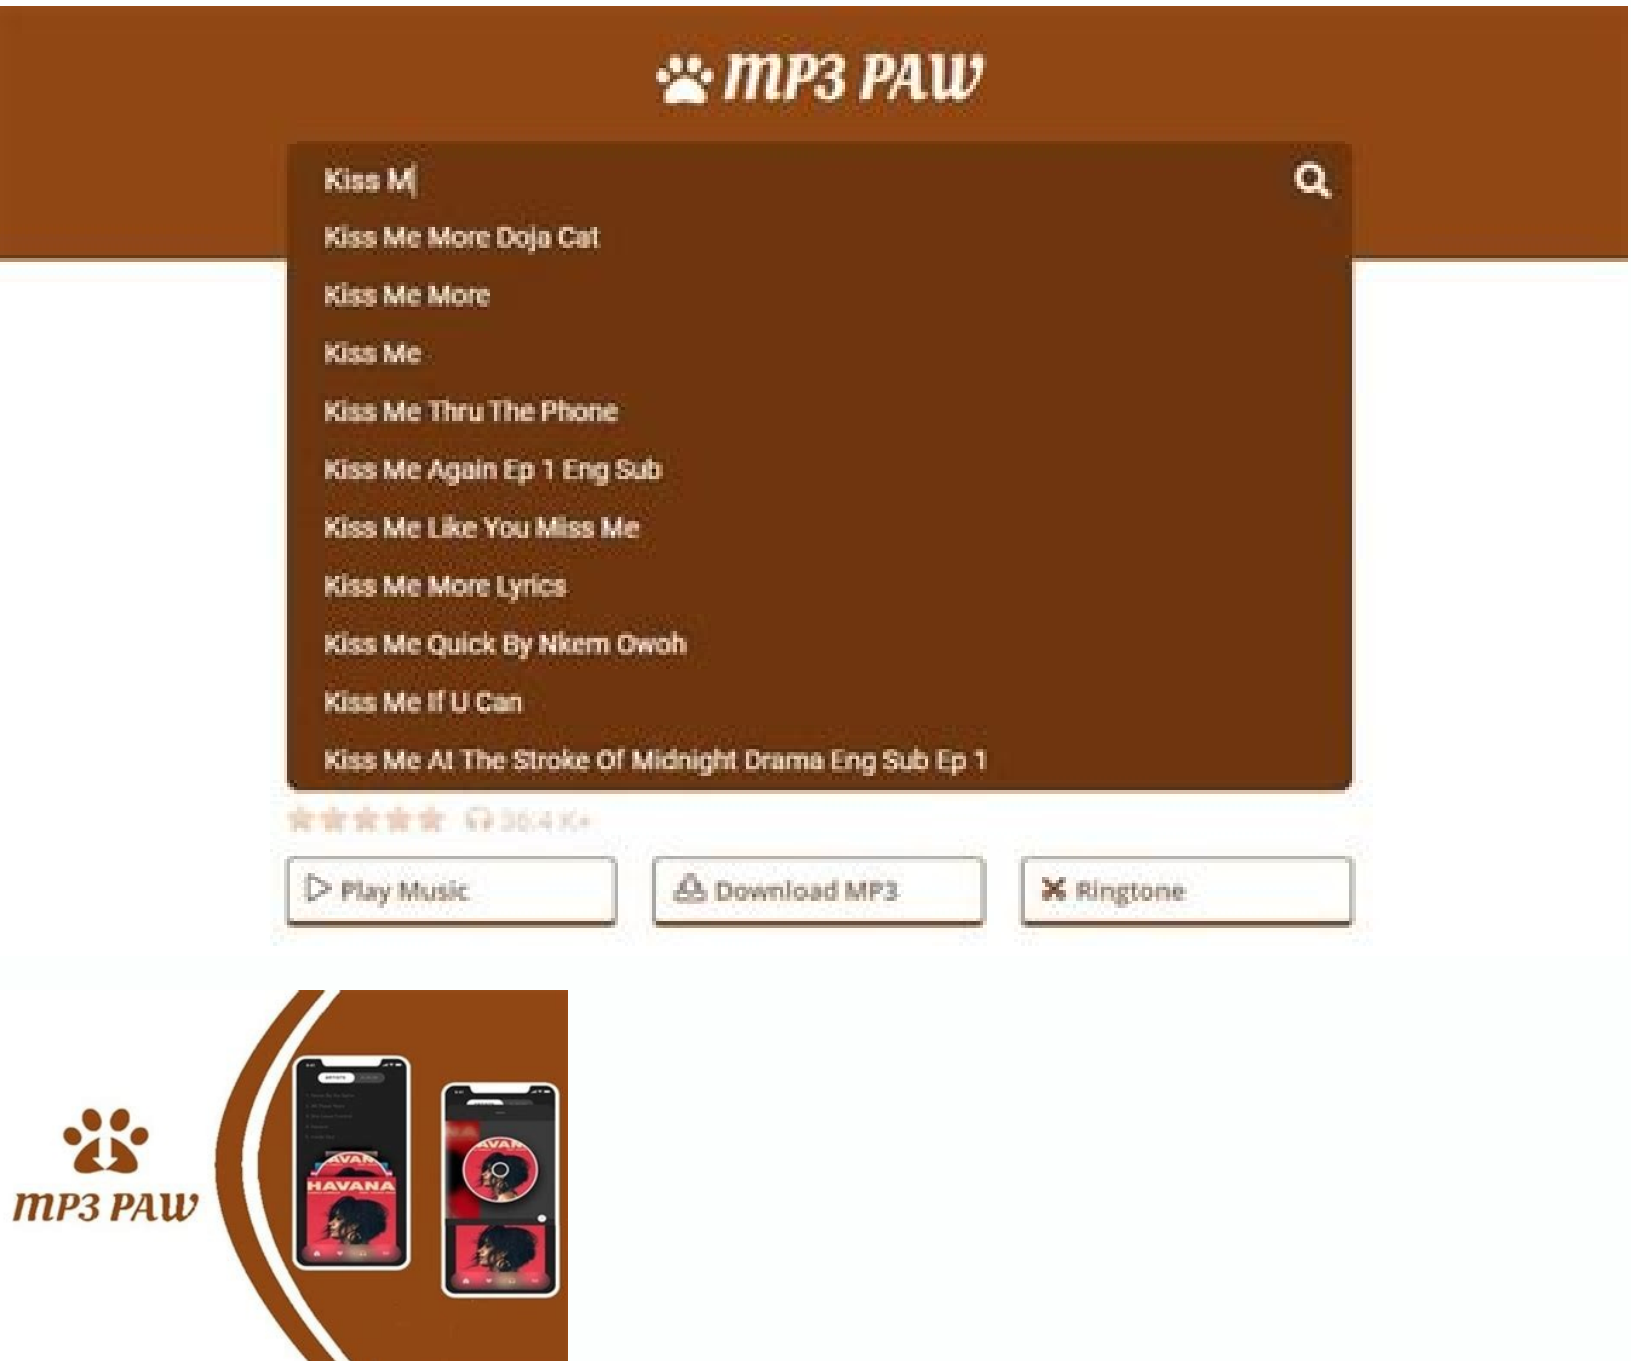 MP3 PAW
Kiss M
Kiss Me More Doja Cat
Kiss Me More
Kiss Me
Kiss Me Thru The Phone
Kiss Me Again Ep 1 Eng Sub
Kiss Me Like You Miss Me
Kiss Me More Lyrics
Kiss Me Quick By Nkem Owoh
Kiss Me If U Can
Kiss Me At The Stroke Of Midnight Drama Eng Sub Ep 1
36.4 K+
Play Music
Download MP3
Ringtone
MP3 PAW
HAVANA